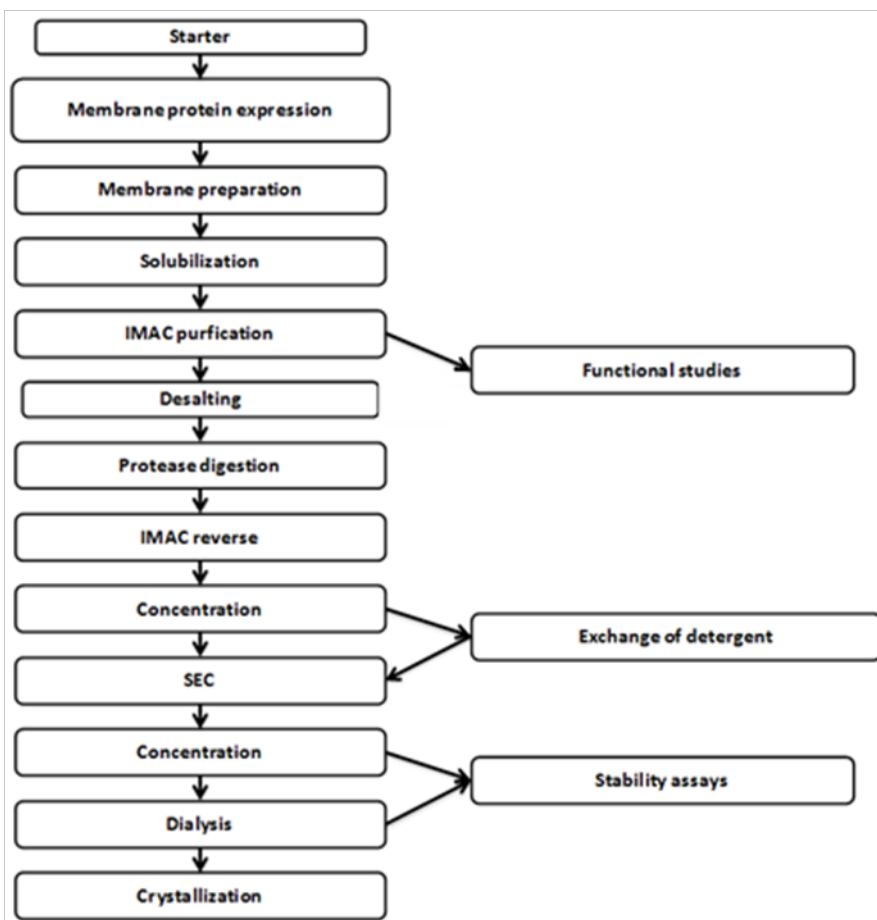 Starter
Membrane protein expression
Membrane preparation
Solubilization
IMAC purfication
Functional studies
Desalting
Protease digestion
IMAC reverse
Concentration
Exchange of detergent
SEC
Concentration
Stability assays
Dialysis
Crystallization